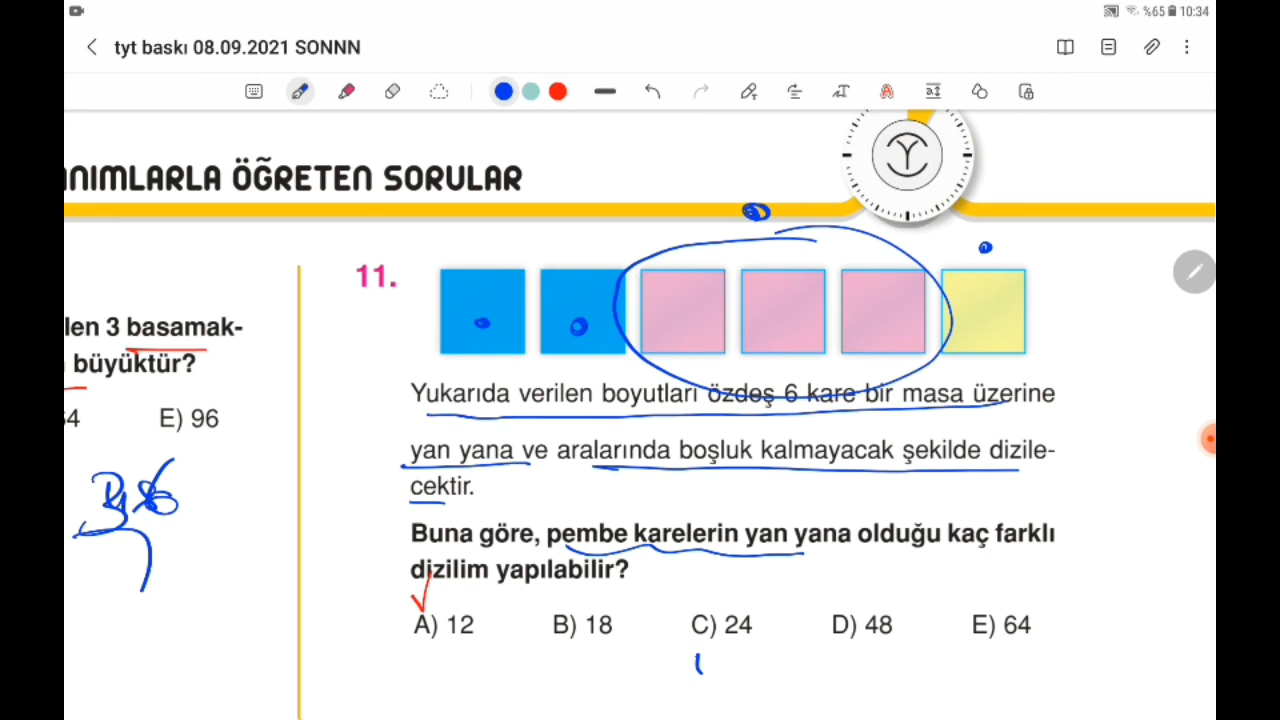 %65 10:34
tyt baskı 08.09.2021 SONNN
ANIMLARLA ÖĞRETEN SORULAR
11.
len 3 basamak-
büyüktür?
64 E) 96
Yukarıda verilen boyutları özdeş 6 kare bir masa üzerine
yan yana ve aralarında boşluk kalmayacak şekilde dizile-
cektir.
Buna göre, pembe karelerin yan yana olduğu kaç farklı
dizilim yapılabilir?
A) 12 B) 18 C) 24 D) 48 E) 64